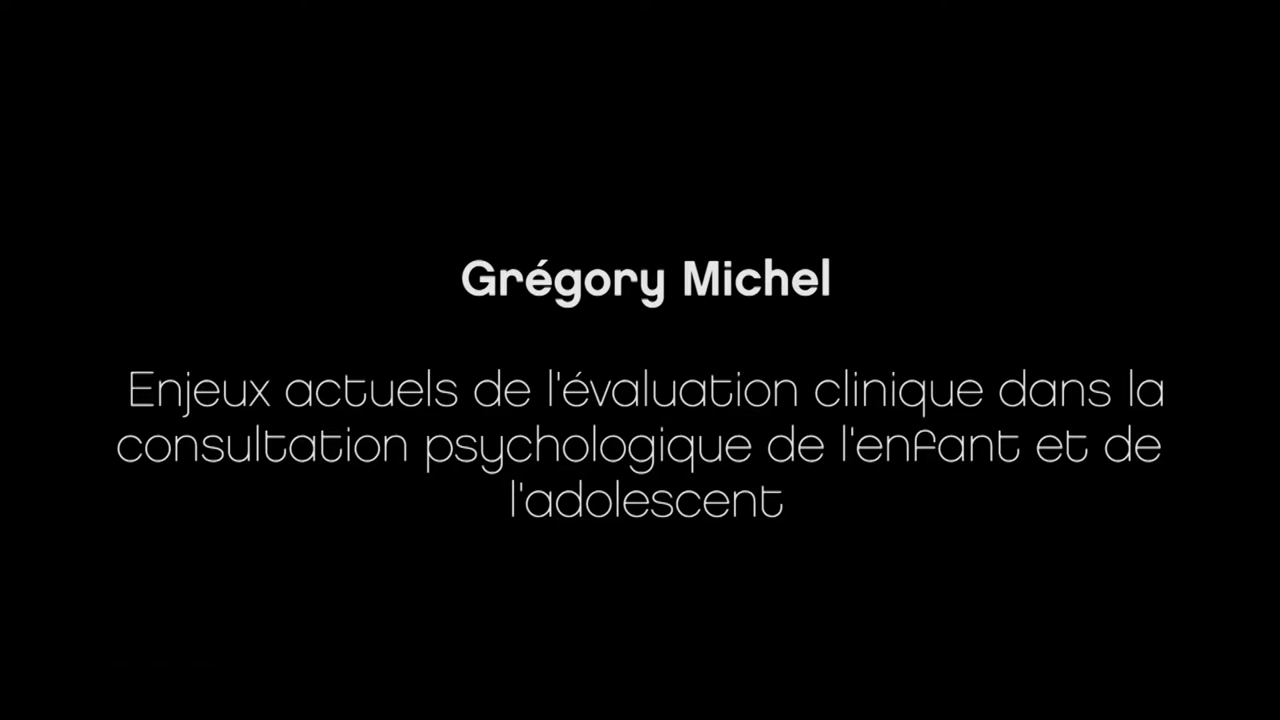 Grégory Michel
Enjeux actuels de l'évaluation clinique dans la
consultation psychologique de l'enfant et de
l'adolescent